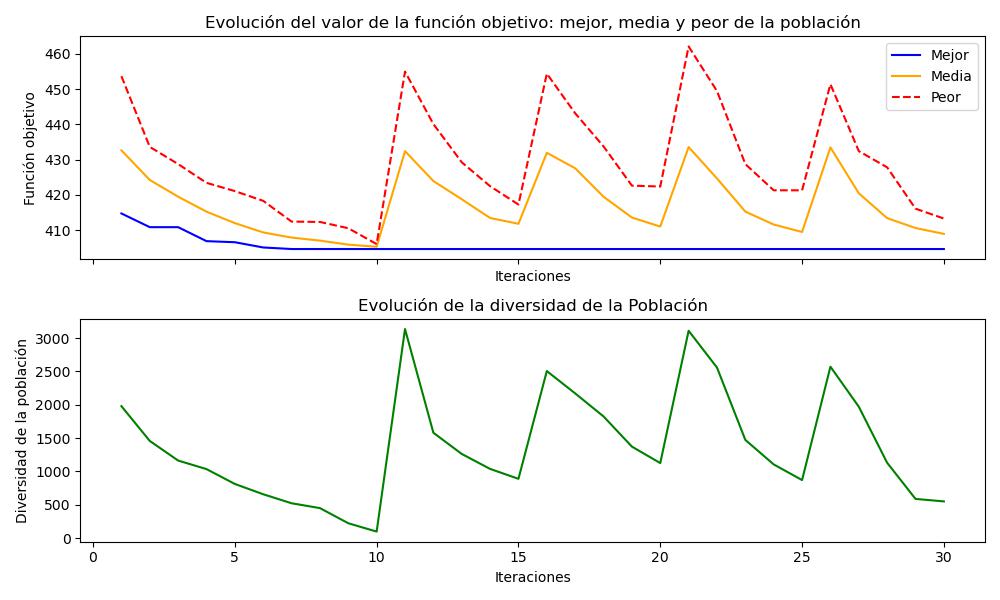 Evolución del valor de la función objetivo: mejor, media y peor de la población
Función objetivo
460
450
440
430
420
410
Mejor
Media
Peor
Iteraciones
Evolución de la diversidad de la Población
Diversidad de la población
3000
2500
2000
1500
1000
500
0
0 5 10 15 20 25 30
Iteraciones